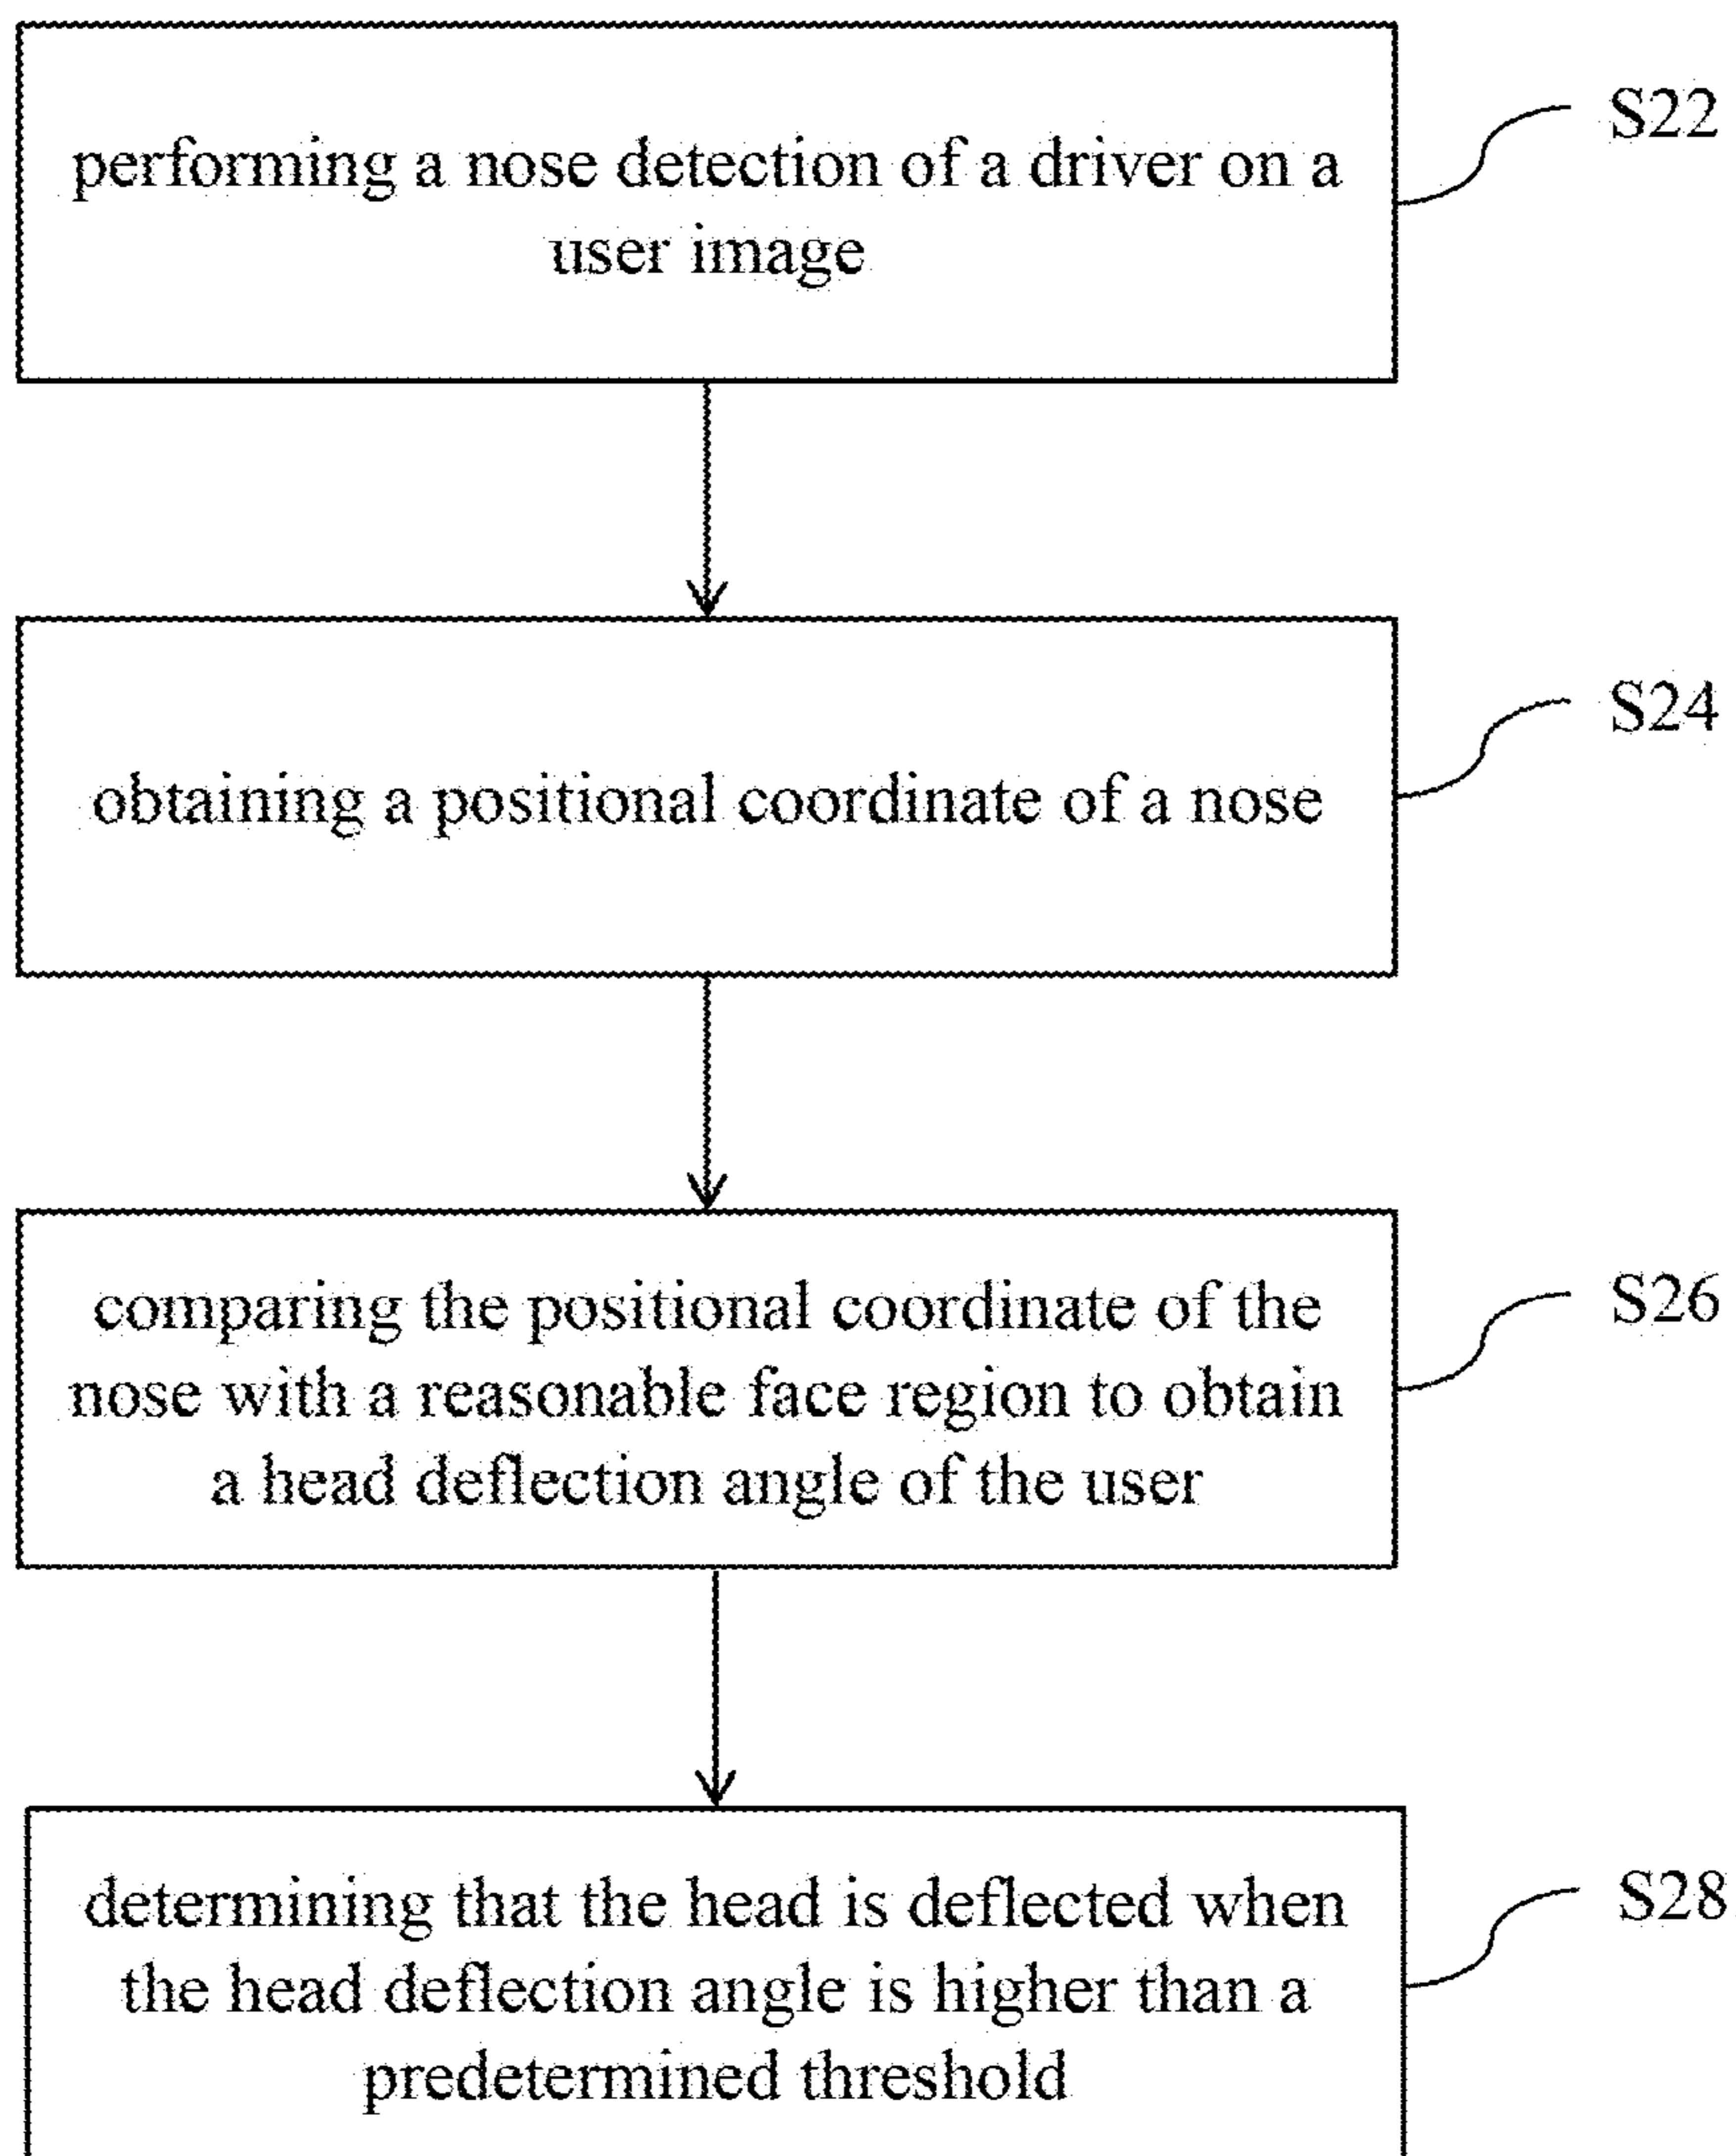 performing a nose detection of a driver on a
user image
S22
obtaining a positional coordinate of a nose
S24
comparing the positional coordinate of the
nose with a reasonable face region to obtain
a head deflection angle of the user
S26
determining that the head is deflected when
the head deflection angle is higher than a
predetermined threshold
S28